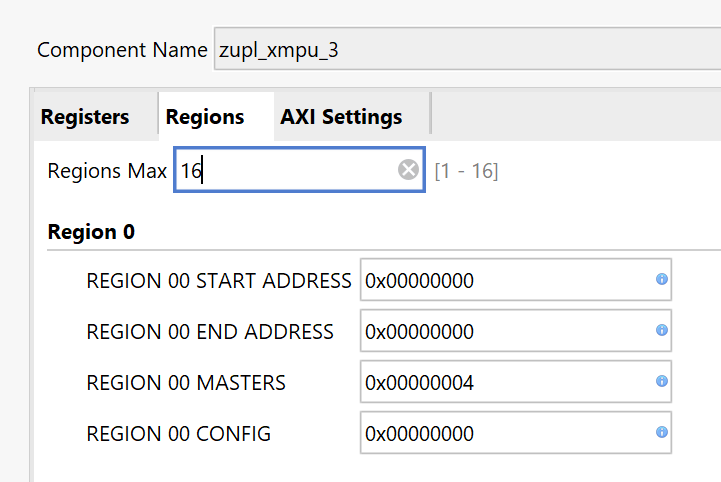 Component Name zupl_xmpu_3
Registers Regions AXI Settings
Regions Max 16 [1 - 16]
Region 0
REGION 00 START ADDRESS 0x00000000
REGION 00 END ADDRESS 0x00000000
REGION 00 MASTERS 0x00000004
REGION 00 CONFIG 0x00000000